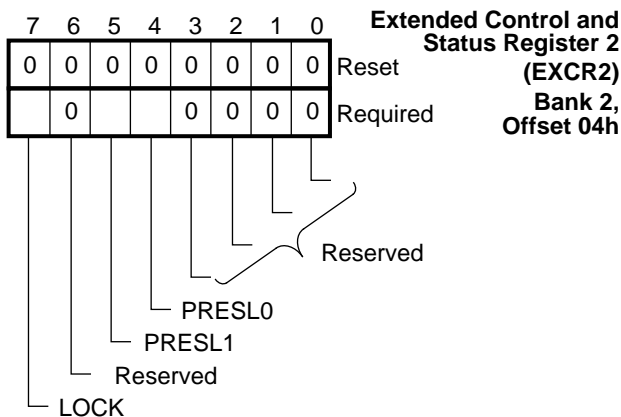 Extended Control and
Status Register 2
(EXCR2)
Bank 2,
Offset 04h
7 6 5 4 3 2 1 0
0 0 0 0 0 0 0 0 Reset
0 0 0 0 0 Required
Reserved
PRESL0
PRESL1
Reserved
LOCK